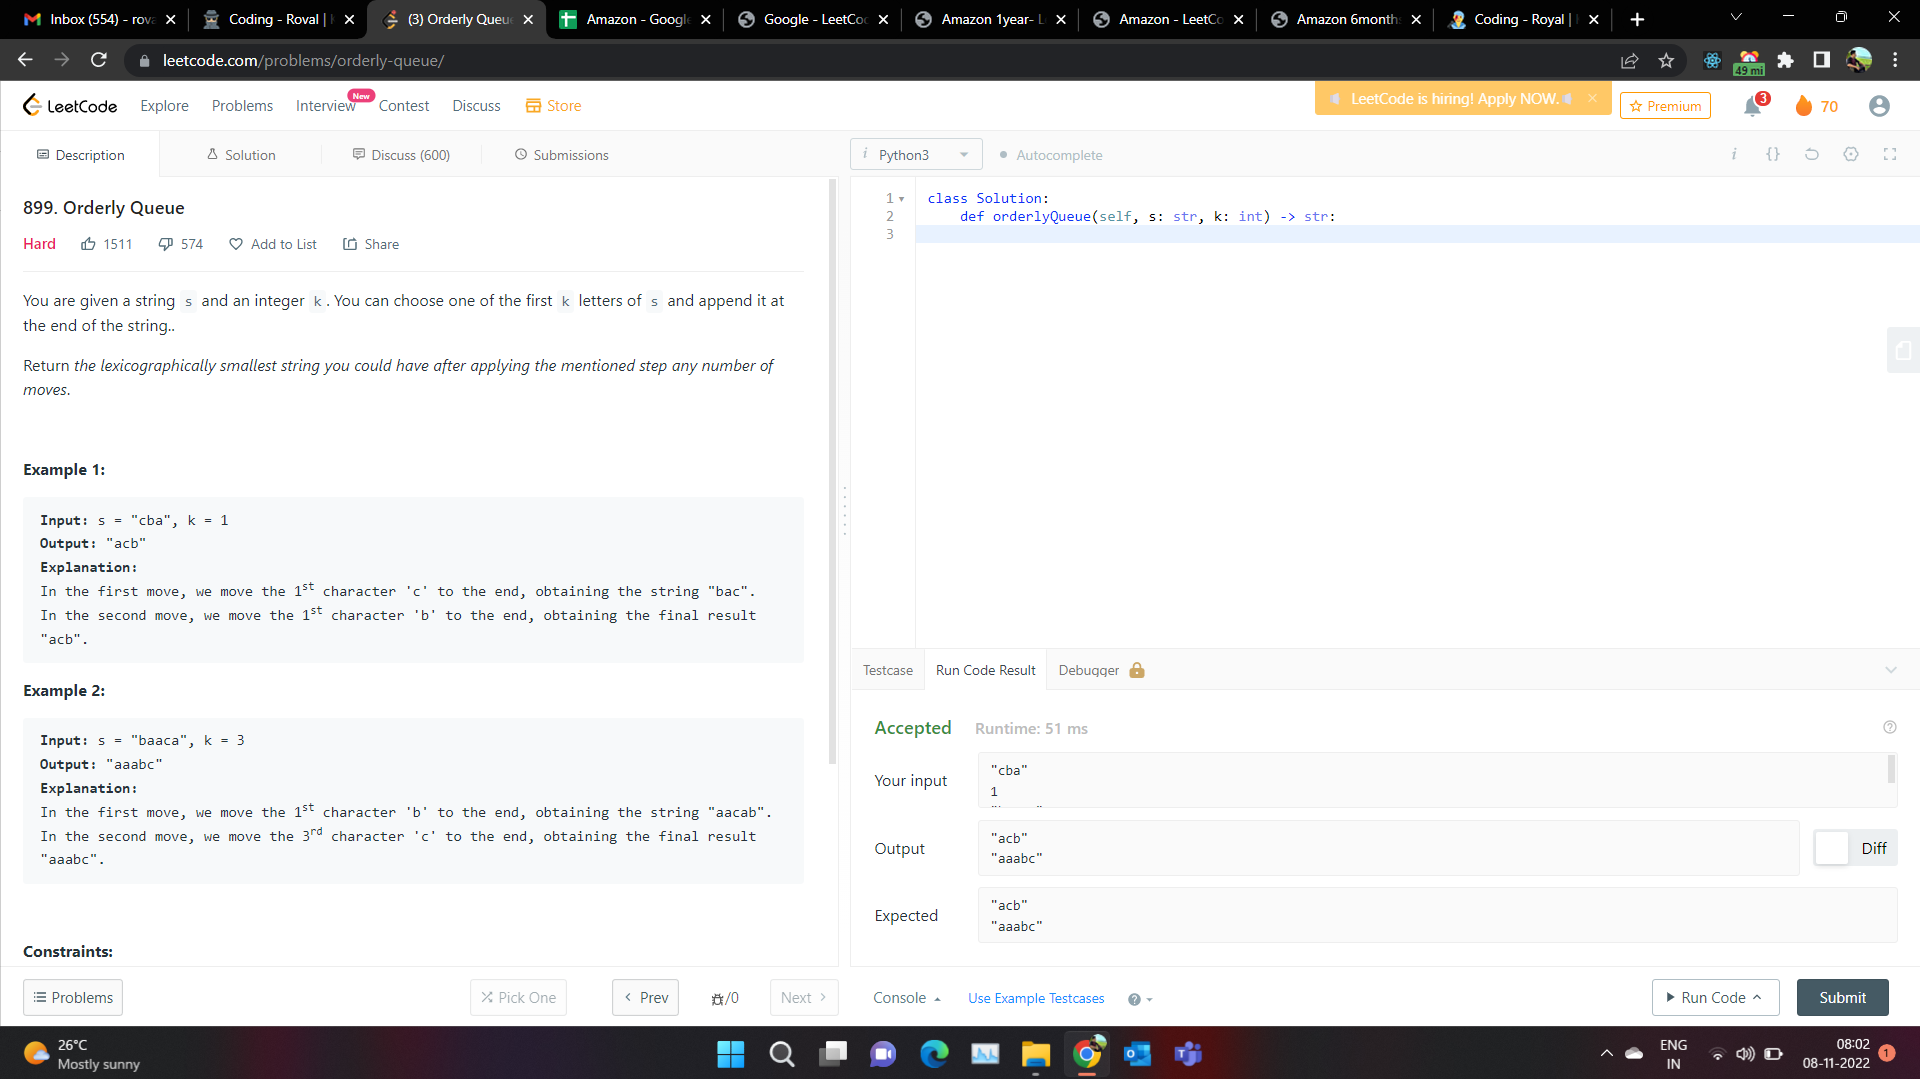 Inbox (554) - rova
Coding - Roval |
(3) Orderly Queue
Amazon - Google
Google - LeetCod
Amazon 1year- L
Amazon - LeetCo
Amazon 6month
Coding - Royal |
leetcode.com/problems/orderly-queue/
49 mi
LeetCode
Explore
Problems
Interview
New
Contest
Discuss
Store
LeetCode is hiring! Apply NOW.
Premium
3
70
Description
Solution
Discuss (600)
Submissions
i Python3
Autocomplete
i {}
899. Orderly Queue
Hard 1511 574 Add to List Share
You are given a string s and an integer k. You can choose one of the first k letters of s and append it at
the end of the string..
Return the lexicographically smallest string you could have after applying the mentioned step any number of
moves.
Example 1:
Input: s = "cba", k = 1
Output: "acb"
Explanation:
In the first move, we move the 1st character 'c' to the end, obtaining the string "bac".
In the second move, we move the 1st character 'b' to the end, obtaining the final result
"acb".
Example 2:
Input: s = "baaca", k = 3
Output: "aaabc"
Explanation:
In the first move, we move the 1st character 'b' to the end, obtaining the string "aacab".
In the second move, we move the 3rd character 'c' to the end, obtaining the final result
"aaabc".
Constraints:
Problems
Pick One
Prev
/0
Next
1 class Solution:
2 def orderlyQueue(self, s: str, k: int) -> str:
3
Testcase
Run Code Result
Debugger
Accepted Runtime: 51 ms
Your input
"cba"
1
Output
"acb"
"aaabc"
Diff
Expected
"acb"
"aaabc"
Console
Use Example Testcases
Run Code
Submit
26°C
Mostly sunny
ENG
IN
08:02
08-11-2022
1